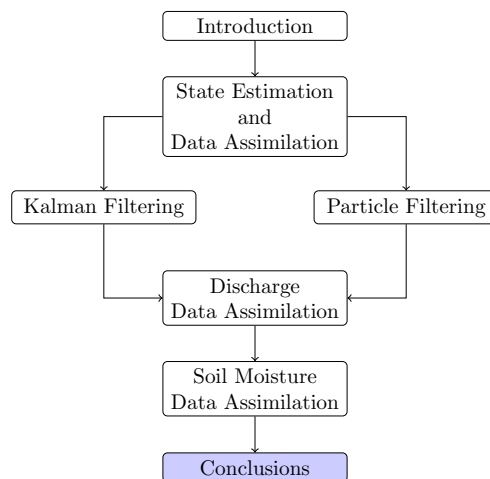 Introduction
State Estimation
and
Data Assimilation
Kalman Filtering
Particle Filtering
Discharge
Data Assimilation
Soil Moisture
Data Assimilation
Conclusions